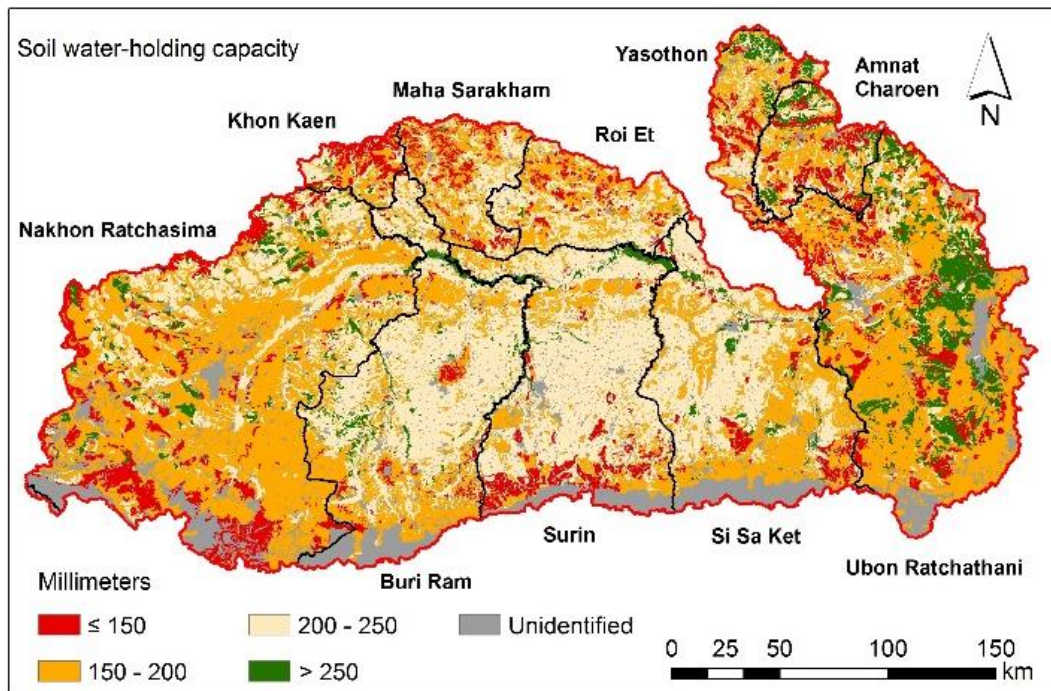 Soil water-holding capacity
Yasothon
Amnat
Charoen
Maha Sarakham
Khon Kaen
Roi Et
N
Nakhon Ratchasima
Surin
Si Sa Ket
Buri Ram
Ubon Ratchathani
Millimeters
≤ 150
200 - 250
Unidentified
150 - 200
> 250
0 25 50 100 150
km